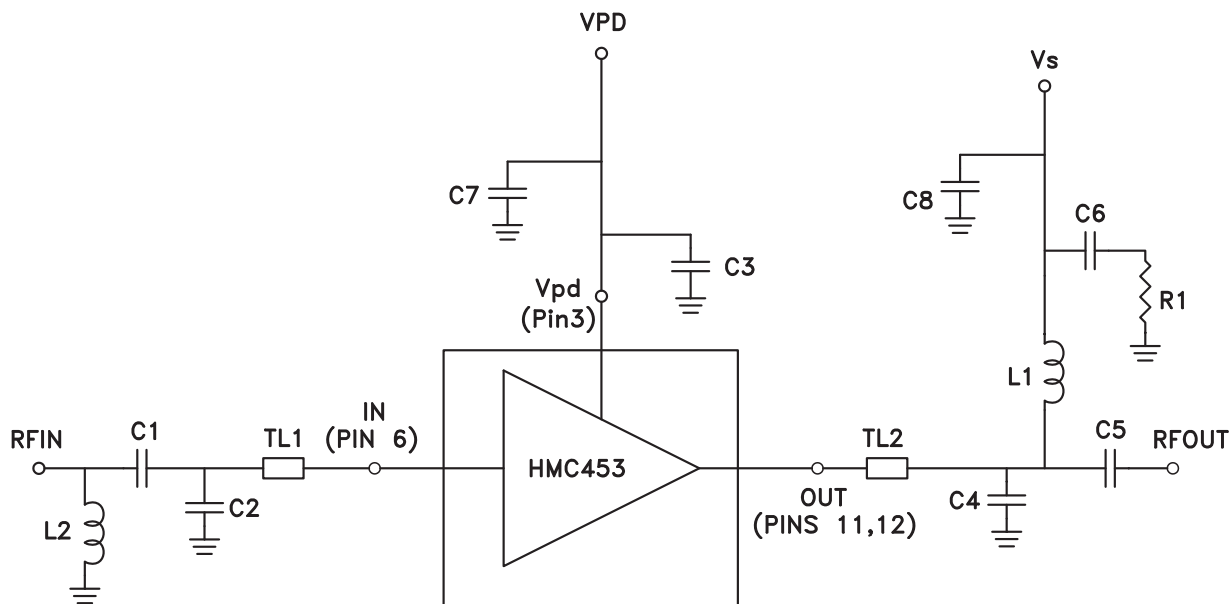 VPD
Vs
C7
C8
C6
C3
Vpd
(Pin3)
R1
L1
IN
(PIN 6)
RFIN
C1
TL1
TL2
C5
RFOUT
HMC453
C2
L2
OUT
(PINS 11,12)
C4